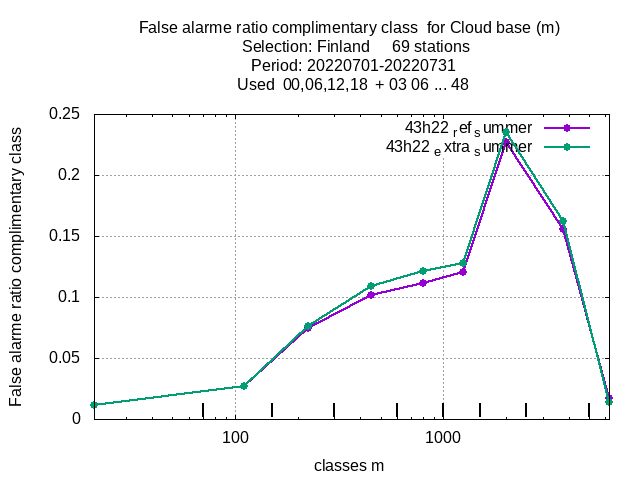 False alarme ratio complimentary class  for Cloud base (m)
Selection: Finland     69 stations
Period: 20220701-20220731
Used  00,06,12,18  + 03 06 ... 48
43h22 ref summer
43h22 extra summer
False alarme ratio complimentary class
0.25
0.2
0.15
0.1
0.05
0
100
1000
classes m